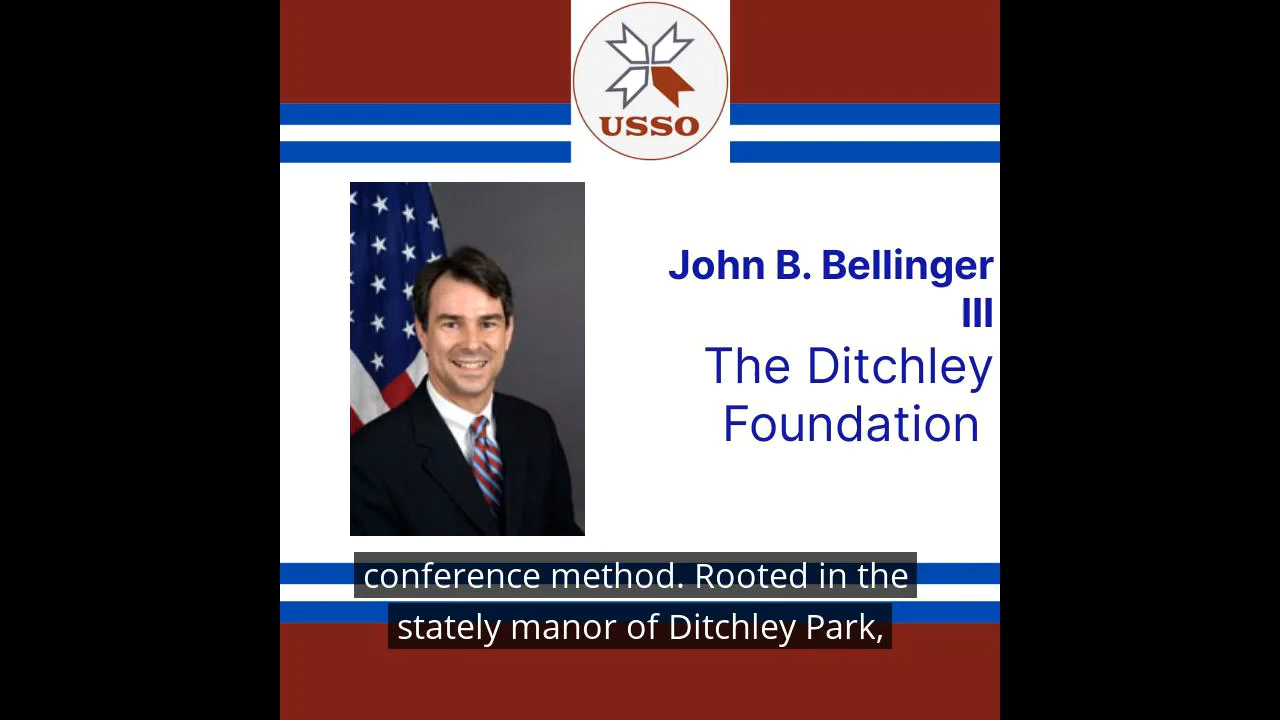 USSO
John B. Bellinger
III
The Ditchley
Foundation
conference method. Rooted in the
stately manor of Ditchley Park,